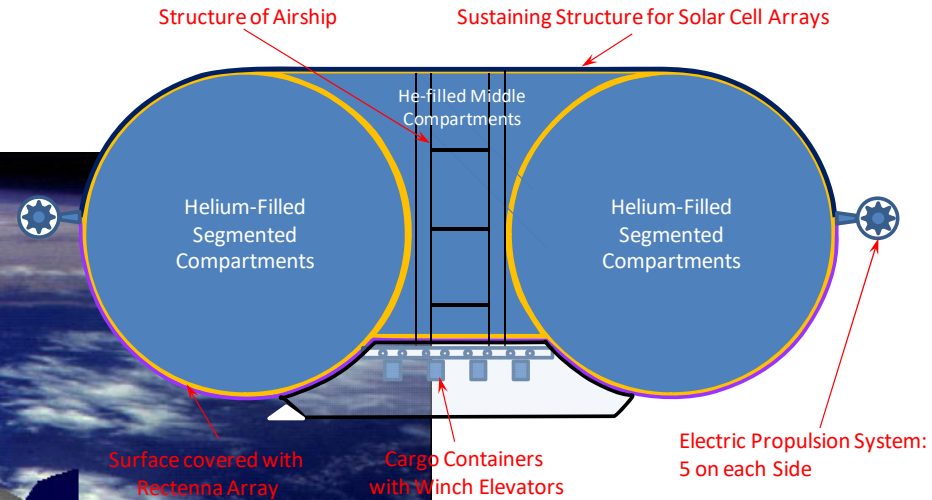 Structure of Airship
Sustaining Structure for Solar Cell Arrays
He-filled Middle
Compartments
Helium-Filled
Segmented
Compartments
Helium-Filled
Segmented
Compartments
Surface covered with
Rectenna Array
Cargo Containers
with Winch Elevators
Electric Propulsion System:
5 on each Side